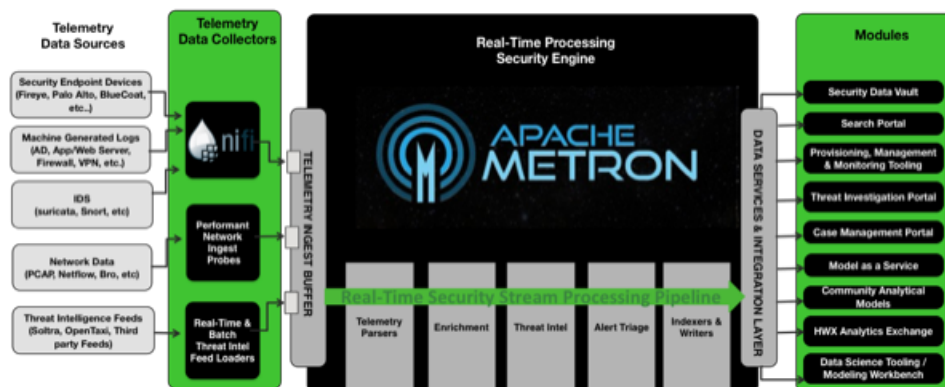 Telemetry
Data Sources
Security Endpoint Devices
(Fireye, Palo Alto, BlueCoat,
etc..)
Machine Generated Logs
(AD, App/Web Server,
Firewall, VPN, etc.)
IDS
(suricata, Snort, etc)
Network Data
(PCAP, Netflow, Bro, etc)
Threat Intelligence Feeds
(Soltra, OpenTaxi, Third
party Feeds)
Telemetry
Data Collectors
nifi
Performant
Network
Ingest
Probes
Real-Time &
Batch
Threat Intel
Feed Loaders
TELEMETRY INGEST BUFFER
Real-Time Processing
Security Engine
APACHE
METRON
Real-Time Security Stream Processing Pipeline
Telemetry
Parsers
Enrichment
Threat Intel
Alert Triage
Indexers &
Writers
DATA SERVICES & INTEGRATION LAYER
Modules
Security Data Vault
Search Portal
Provisioning, Management
& Monitoring Tooling
Threat Investigation Portal
Case Management Portal
Model as a Service
Community Analytical
Models
HWX Analytics Exchange
Data Science Tooling /
Modeling Workbench